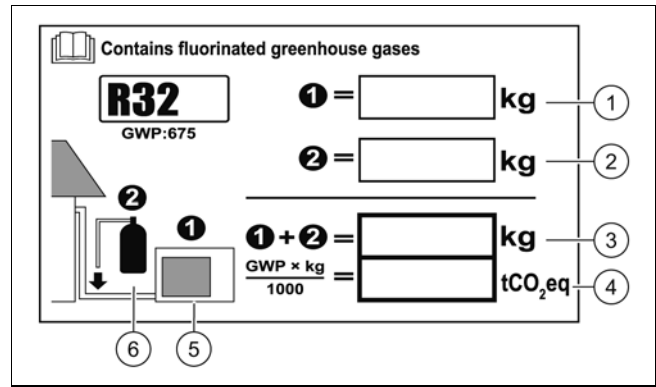 Contains fluorinated greenhouse gases
R32
GWP:675
❶ = kg
1
❷ = kg
2
❶+❷ = kg
3
GWP × kg
1000
= tCO₂eq
4
❷
❶
6
5